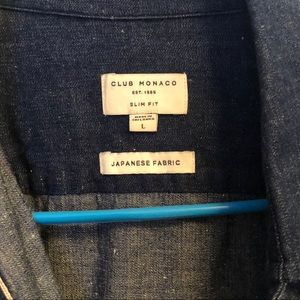 CLUB MONACO
EST. 1985
SLIM FIT
L
JAPANESE FABRIC